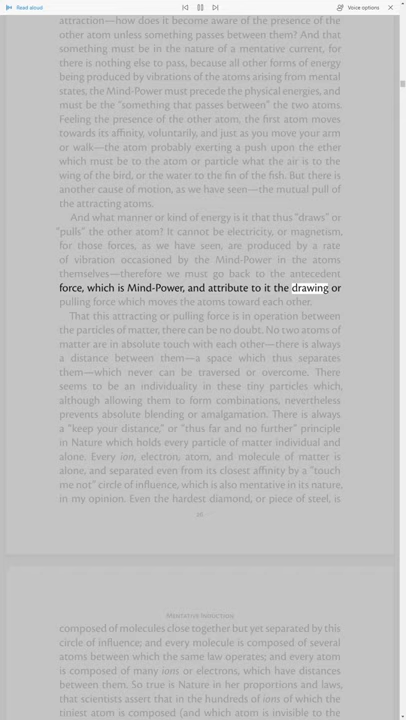 Read aloud
Voice options
attraction—how does it become aware of the presence of the
other atom unless something passes between them? And that
something must be in the nature of a mentative current, for
there is nothing else to pass, because all other forms of energy
being produced by vibrations of the atoms arising from mental
states, the Mind-Power must precede the physical energies, and
must be the "something that passes between" the two atoms.
Feeling the presence of the other atom, the first atom moves
towards its affinity, voluntarily, and just as you move your arm
or walk—the atom probably exerting a push upon the ether
which must be to the atom or particle what the air is to the
wing of the bird, or the water to the fin of the fish. But there is
another cause of motion, as we have seen—the mutual pull of
the attracting atoms.
And what manner or kind of energy is it that thus "draws" or
"pulls" the other atom? It cannot be electricity, or magnetism,
for those forces, as we have seen, are produced by a rate
of vibration occasioned by the Mind-Power in the atoms
themselves—therefore we must go back to the antecedent
force, which is Mind-Power, and attribute to it the drawing or
pulling force which moves the atoms toward each other.
That this attracting or pulling force is in operation between
the particles of matter, there can be no doubt. No two atoms of
matter are in absolute touch with each other—there is always
a distance between them—a space which thus separates
them—which never can be traversed or overcome. There
seems to be an individuality in these tiny particles which,
although allowing them to form combinations, nevertheless
prevents absolute blending or amalgamation. There is always
a "keep your distance," or "thus far and no further" principle
in Nature which holds every particle of matter individual and
alone. Every ion, electron, atom, and molecule of matter is
alone, and separated even from its closest affinity by a "touch
me not" circle of influence, which is also mentative in its nature,
in my opinion. Even the hardest diamond, or piece of steel, is
Mentative Induction
composed of molecules close together but yet separated by this
circle of influence; and every molecule is composed of several
atoms between which the same law operates; and every atom
is composed of many ions or electrons, which have distances
between them. So true is Nature in her proportions and laws,
that scientists assert that in the hundreds of ions of which the
tiniest atom is composed (and which atom is invisible to the